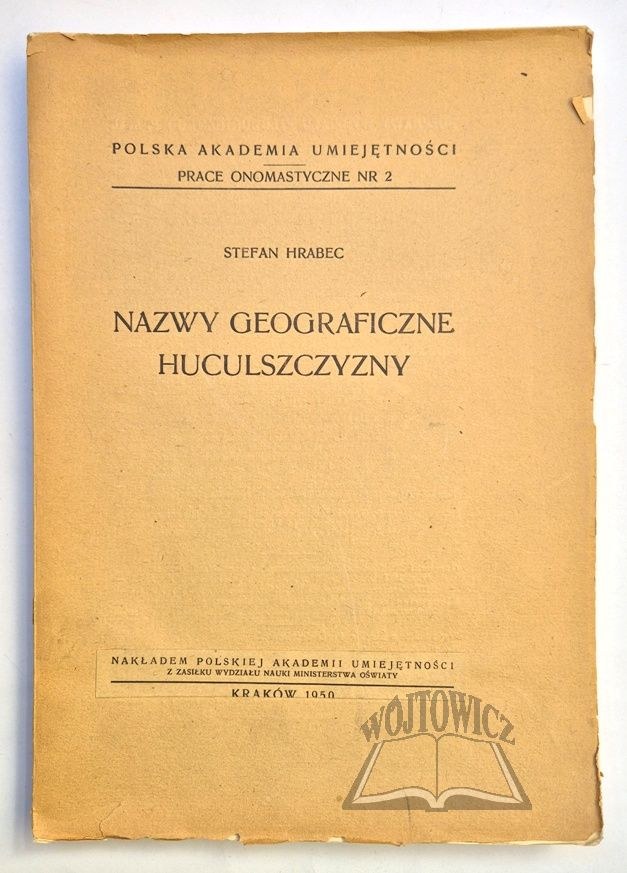 POLSKA AKADEMIA UMIEJĘTNOŚCI
PRACE ONOMASTYCZNE NR 2
STEFAN HRABEC
NAZWY GEOGRAFICZNE
HUCULSZCZYZNY
NAKŁADEM POLSKIEJ AKADEMII UMIEJĘTNOŚCI
Z ZASIŁKU WYDZIAŁU NAUKI MINISTERSTWA OŚWIATY
KRAKÓW 1950
WÓJTOWICZ